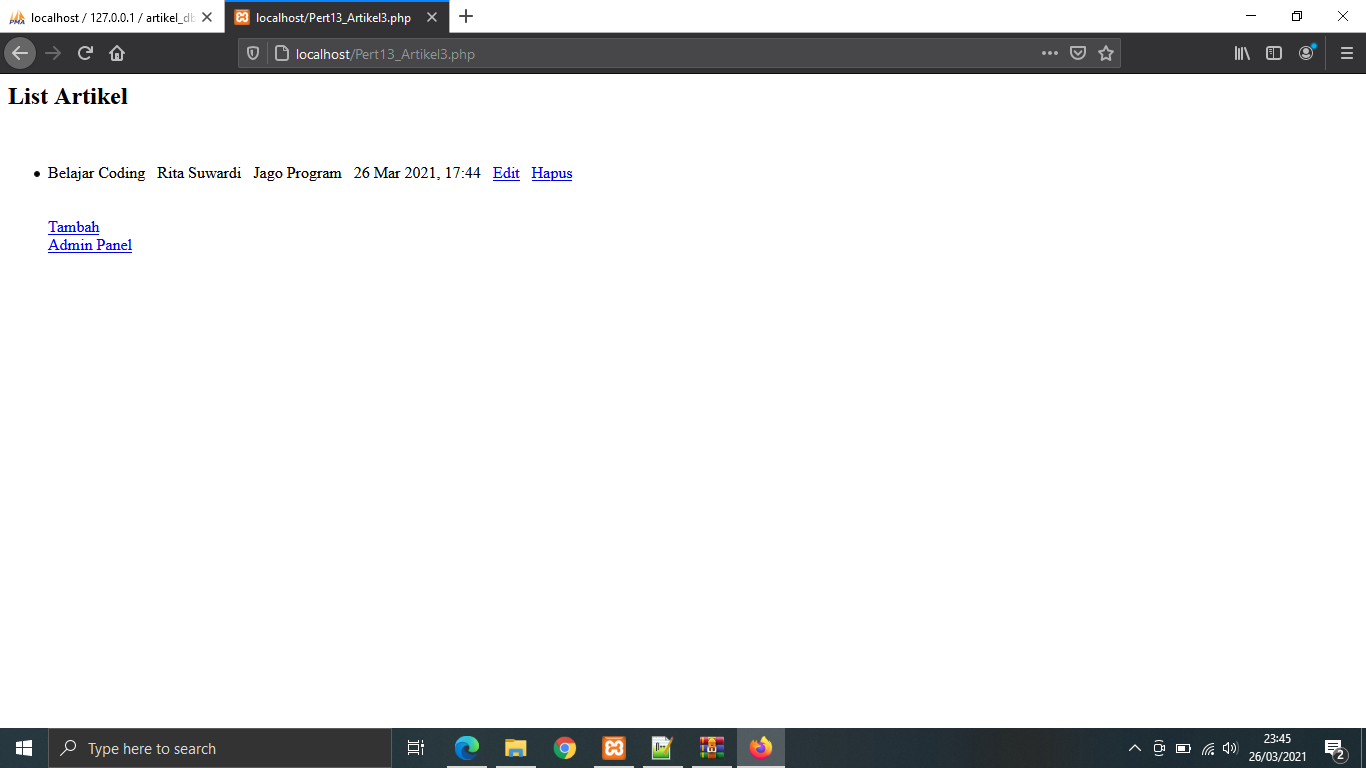 localhost / 127.0.0.1 / artikel_db
localhost/Pert13_Artikel3.php
localhost/Pert13_Artikel3.php
List Artikel
Belajar Coding Rita Suwardi Jago Program 26 Mar 2021, 17:44 Edit Hapus
Tambah
Admin Panel
Type here to search
23:45
26/03/2021
2